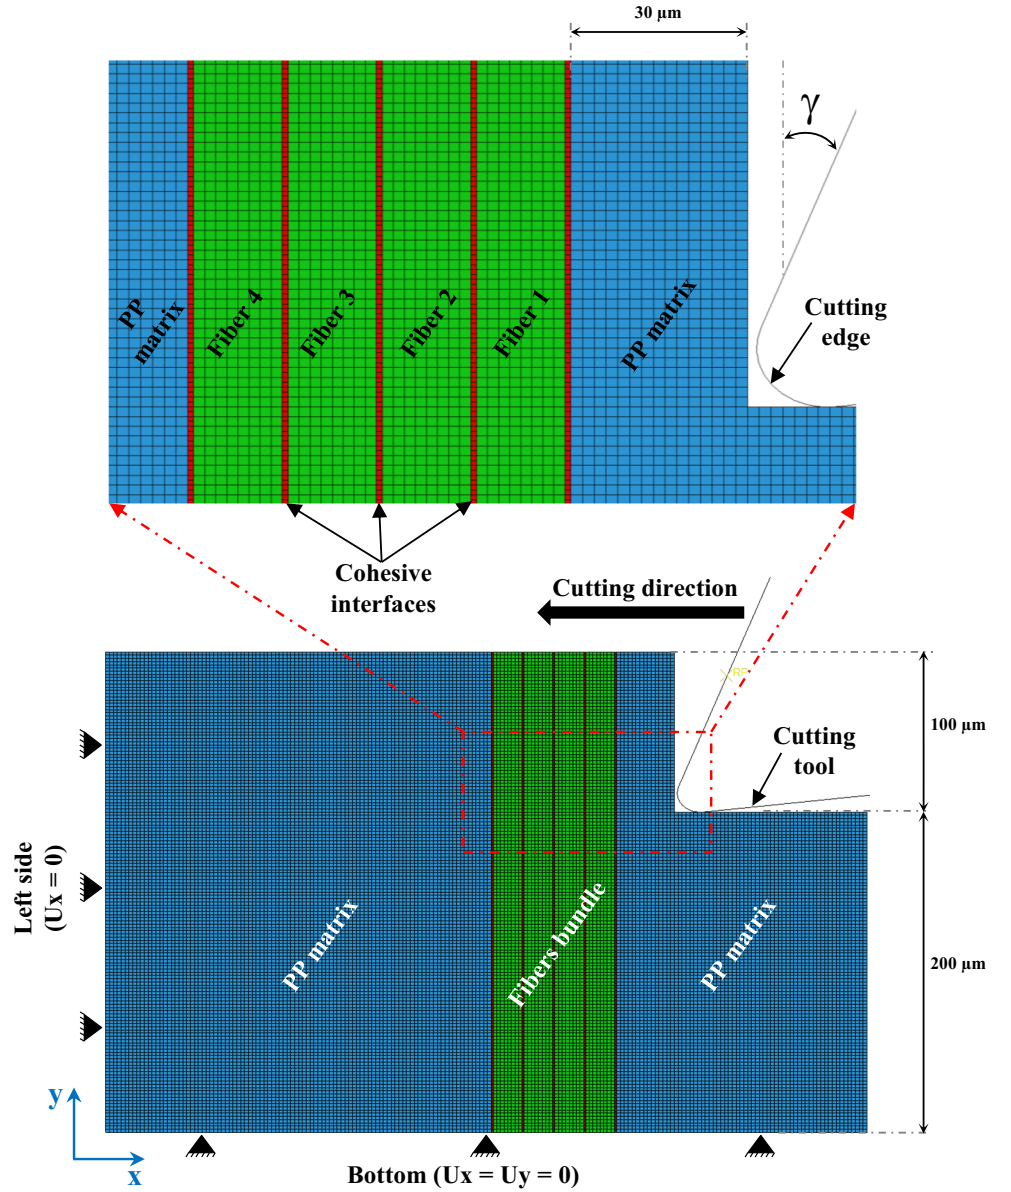 30 µm
γ
PP
matrix
Fiber 4
Fiber 3
Fiber 2
Fiber 1
PP matrix
Cutting
edge
Cohesive
interfaces
Cutting direction
RP
100 µm
Cutting
tool
Left side
(Ux = 0)
PP matrix
Fibers bundle
PP matrix
200 µm
y
x
Bottom (Ux = Uy = 0)